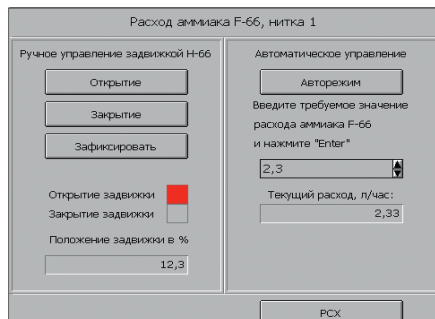 Расход аммиака F-66, нитка 1
Ручное управление задвижкой Н-66
Открытие
Закрытие
Зафиксировать
Открытие задвижки
Закрытие задвижки
Положение задвижки в %
12,3
Автоматическое управление
Авторежим
Введите требуемое значение
расхода аммиака F-66
и нажмите "Enter"
2,3
Текущий расход, л/час:
2,33
РСХ